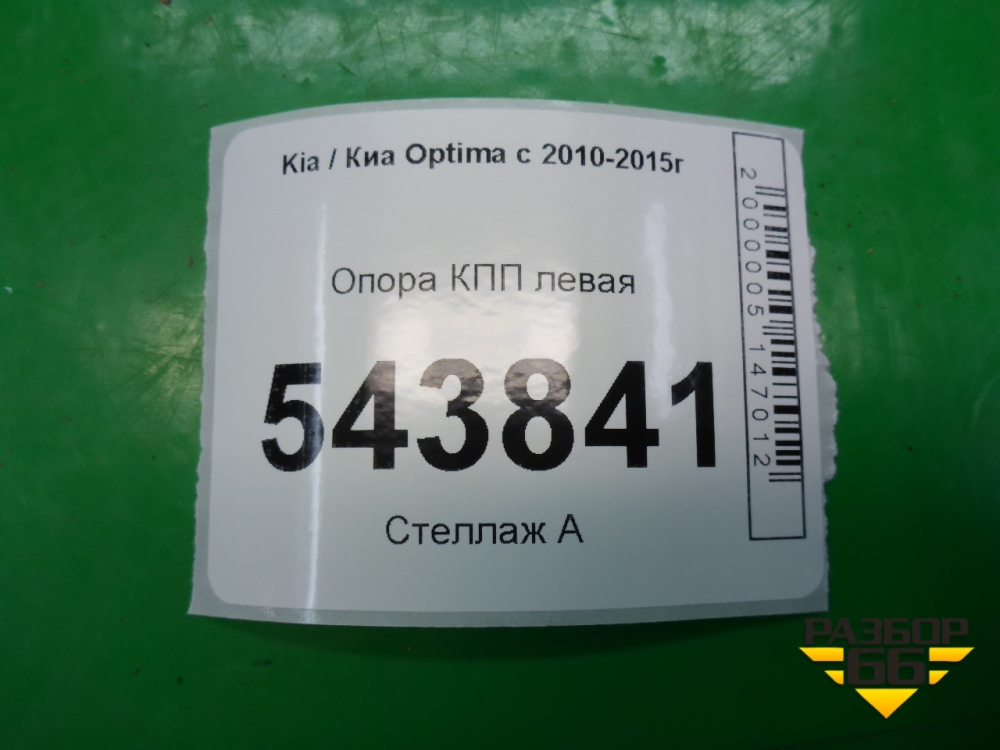 Kia / Киа Optima с 2010-2015г
Опора КПП левая
543841
Стеллаж А
2000005147012
РАЗБОР
66